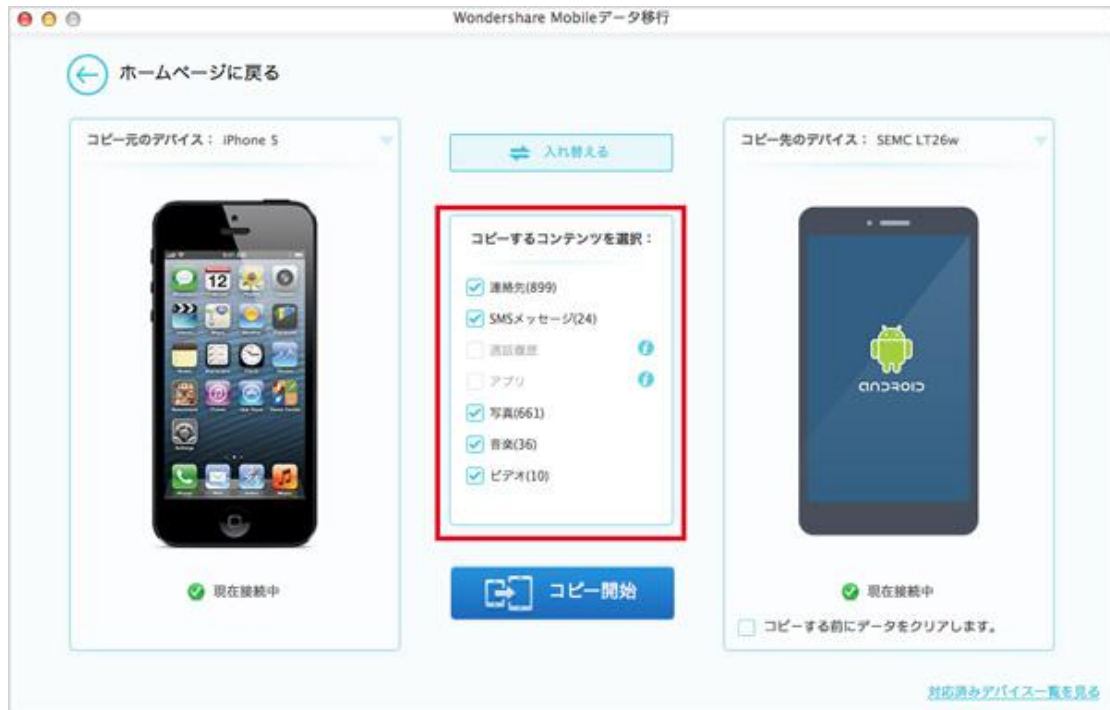 Wondershare Mobileデータ移行
ホームページに戻る
コピー元のデバイス： iPhone 5
入れ替える
コピー先のデバイス： SEMC LT26w
コピーするコンテンツを選択：
連絡先(899)
SMSメッセージ(24)
通話履歴
アプリ
写真(661)
音楽(36)
ビデオ(10)
12
android
現在接続中
コピー開始
現在接続中
コピーする前にデータをクリアします。
対応済みデバイス一覧を見る